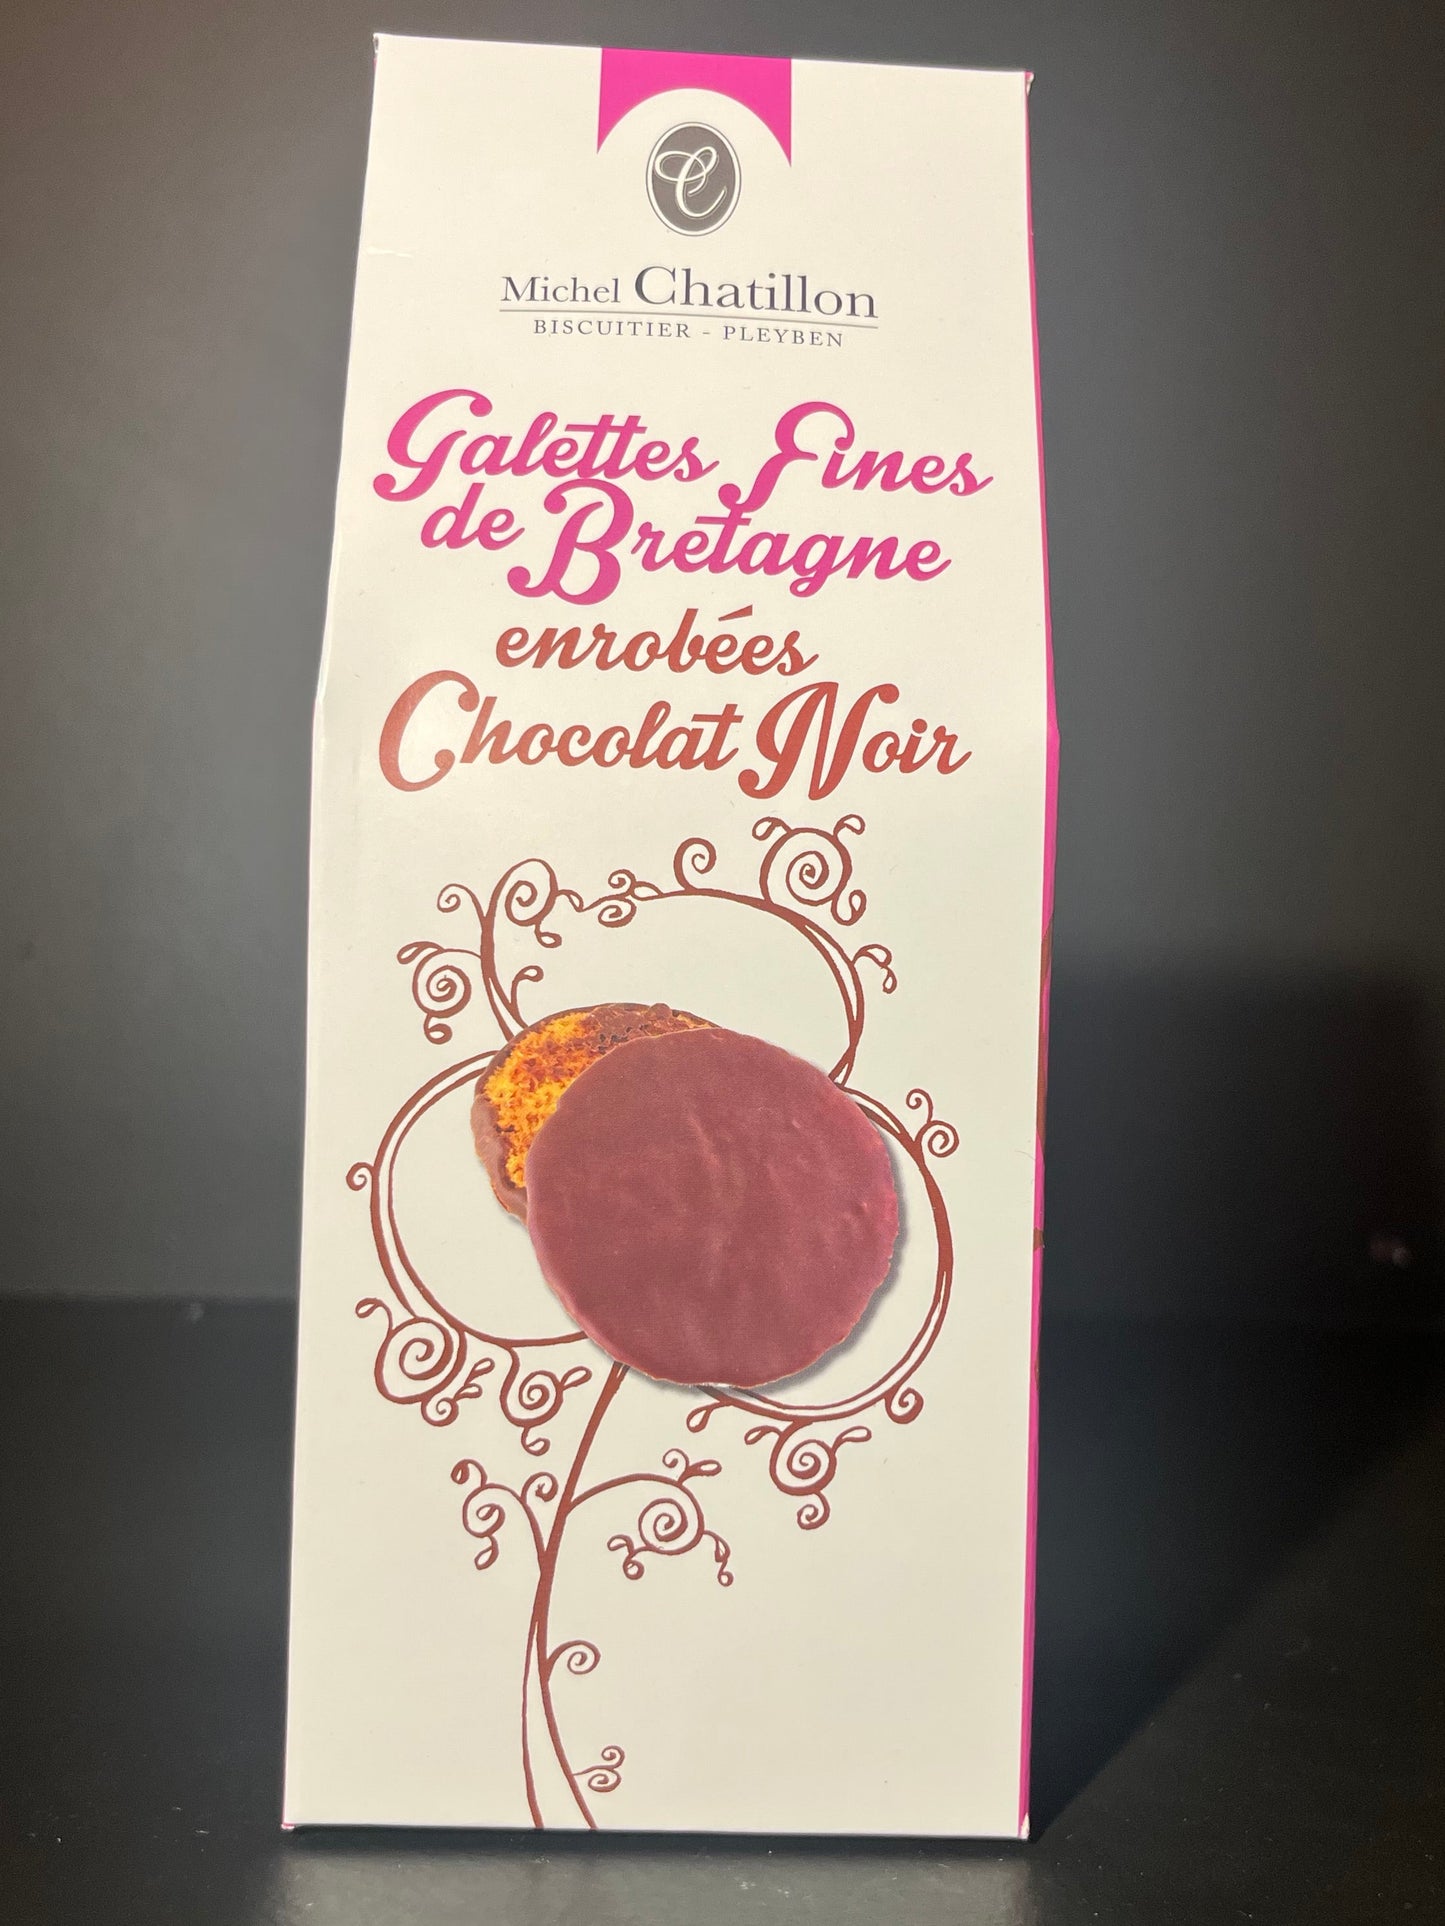 C
Michel Chatillon
BISCUITIER - PLEYBEN
Galettes Fines
de Bretagne
enrobées
Chocolat Noir